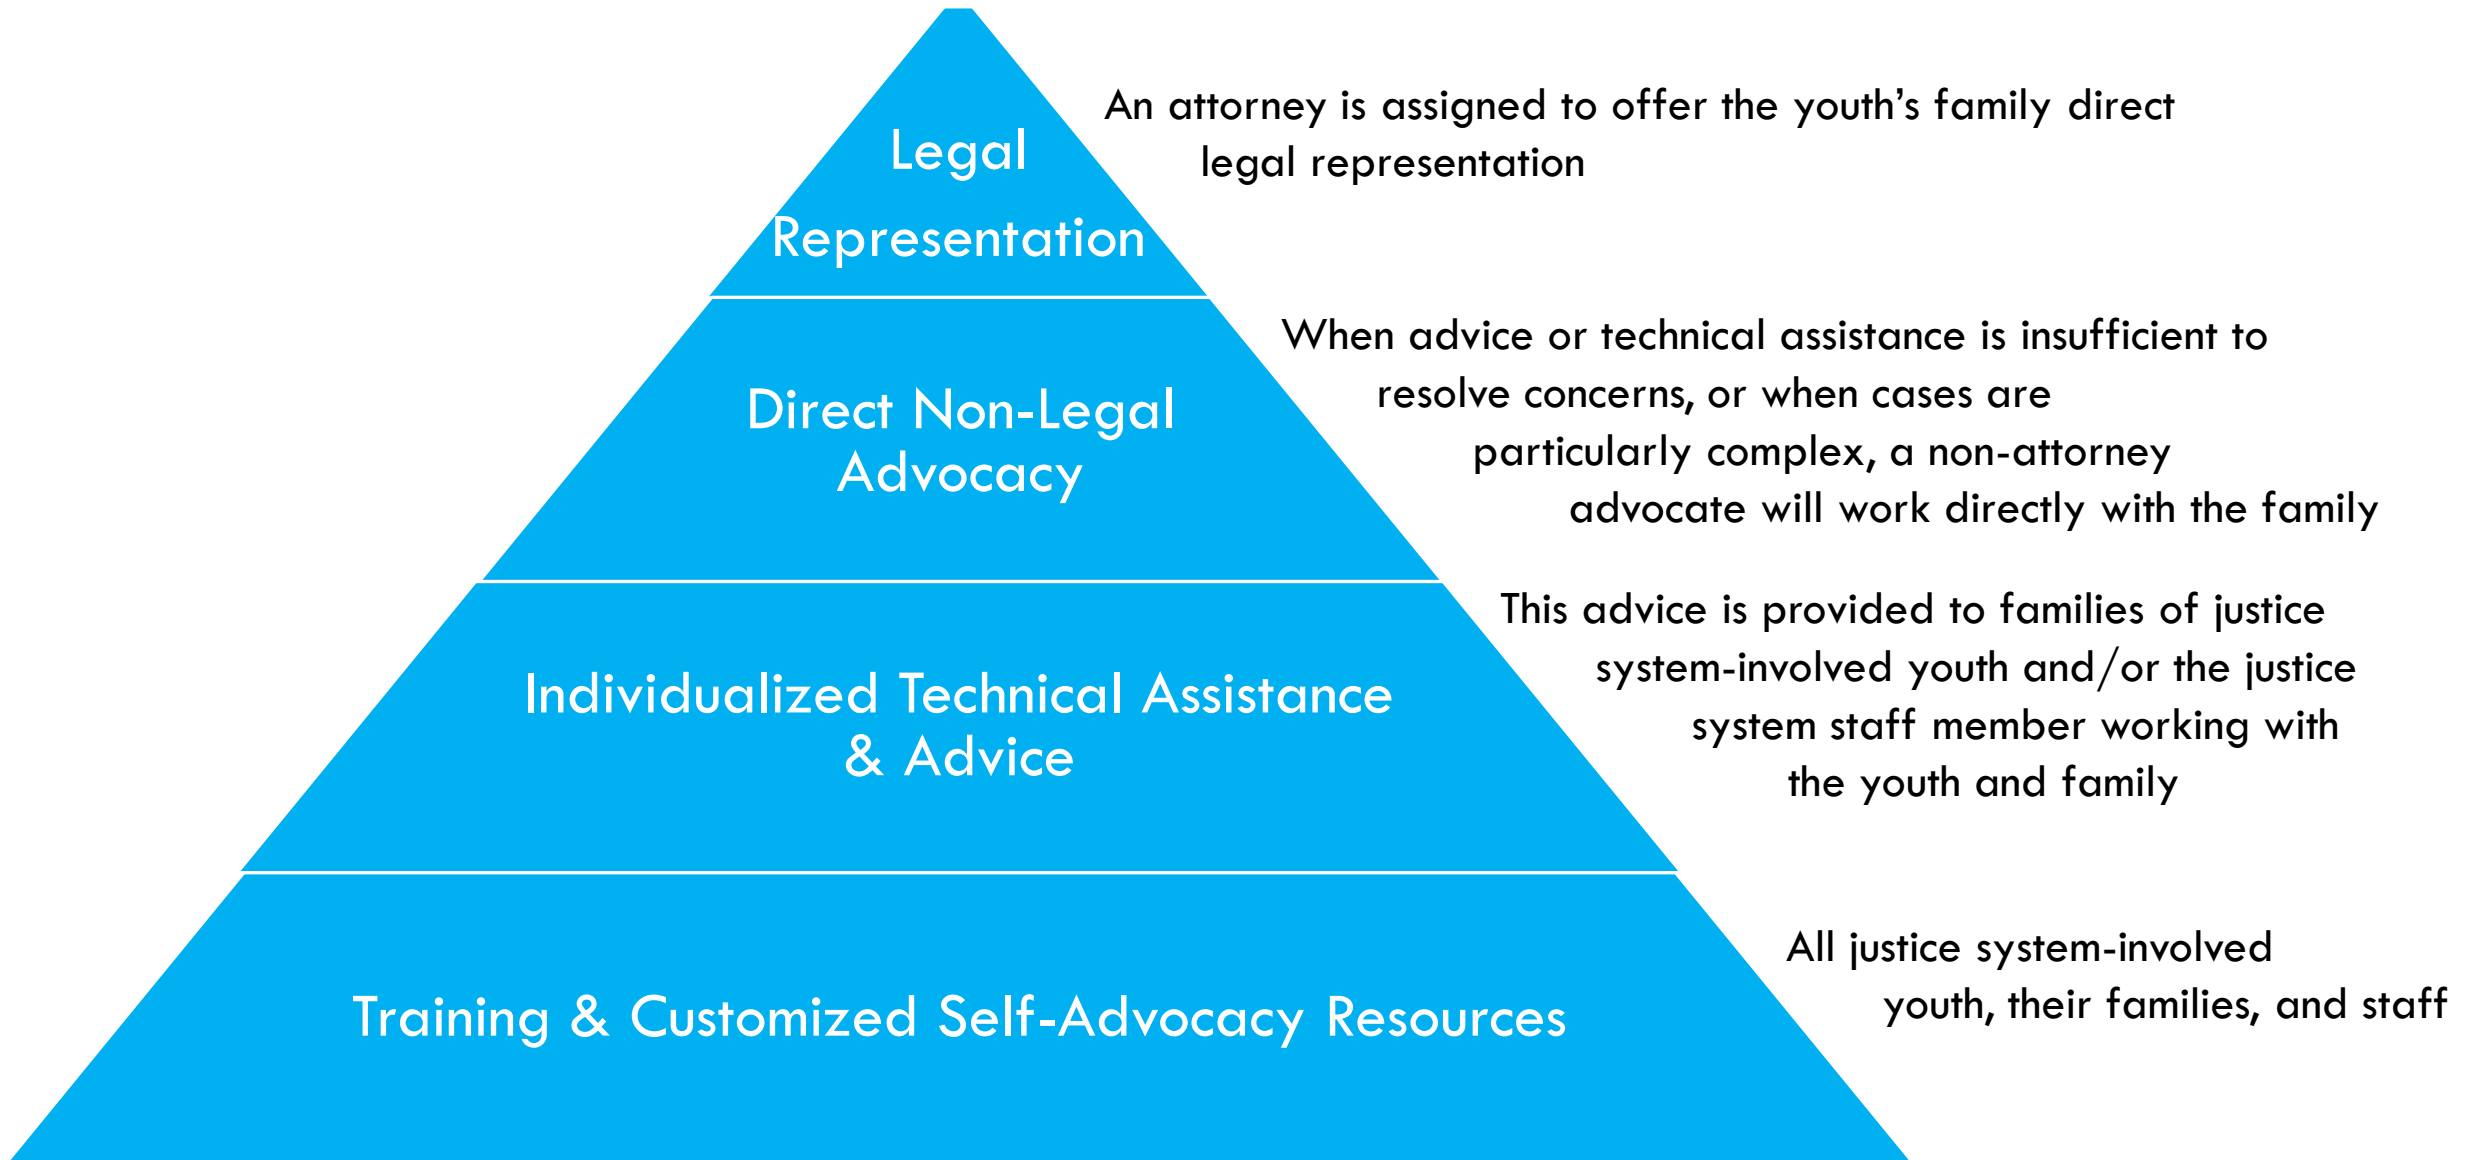 Legal
Representation
An attorney is assigned to offer the youth’s family direct
legal representation
Direct Non-Legal
Advocacy
When advice or technical assistance is insufficient to
resolve concerns, or when cases are
particularly complex, a non-attorney
advocate will work directly with the family
Individualized Technical Assistance
& Advice
This advice is provided to families of justice
system-involved youth and/or the justice
system staff member working with
the youth and family
Training & Customized Self-Advocacy Resources
All justice system-involved
youth, their families, and staff